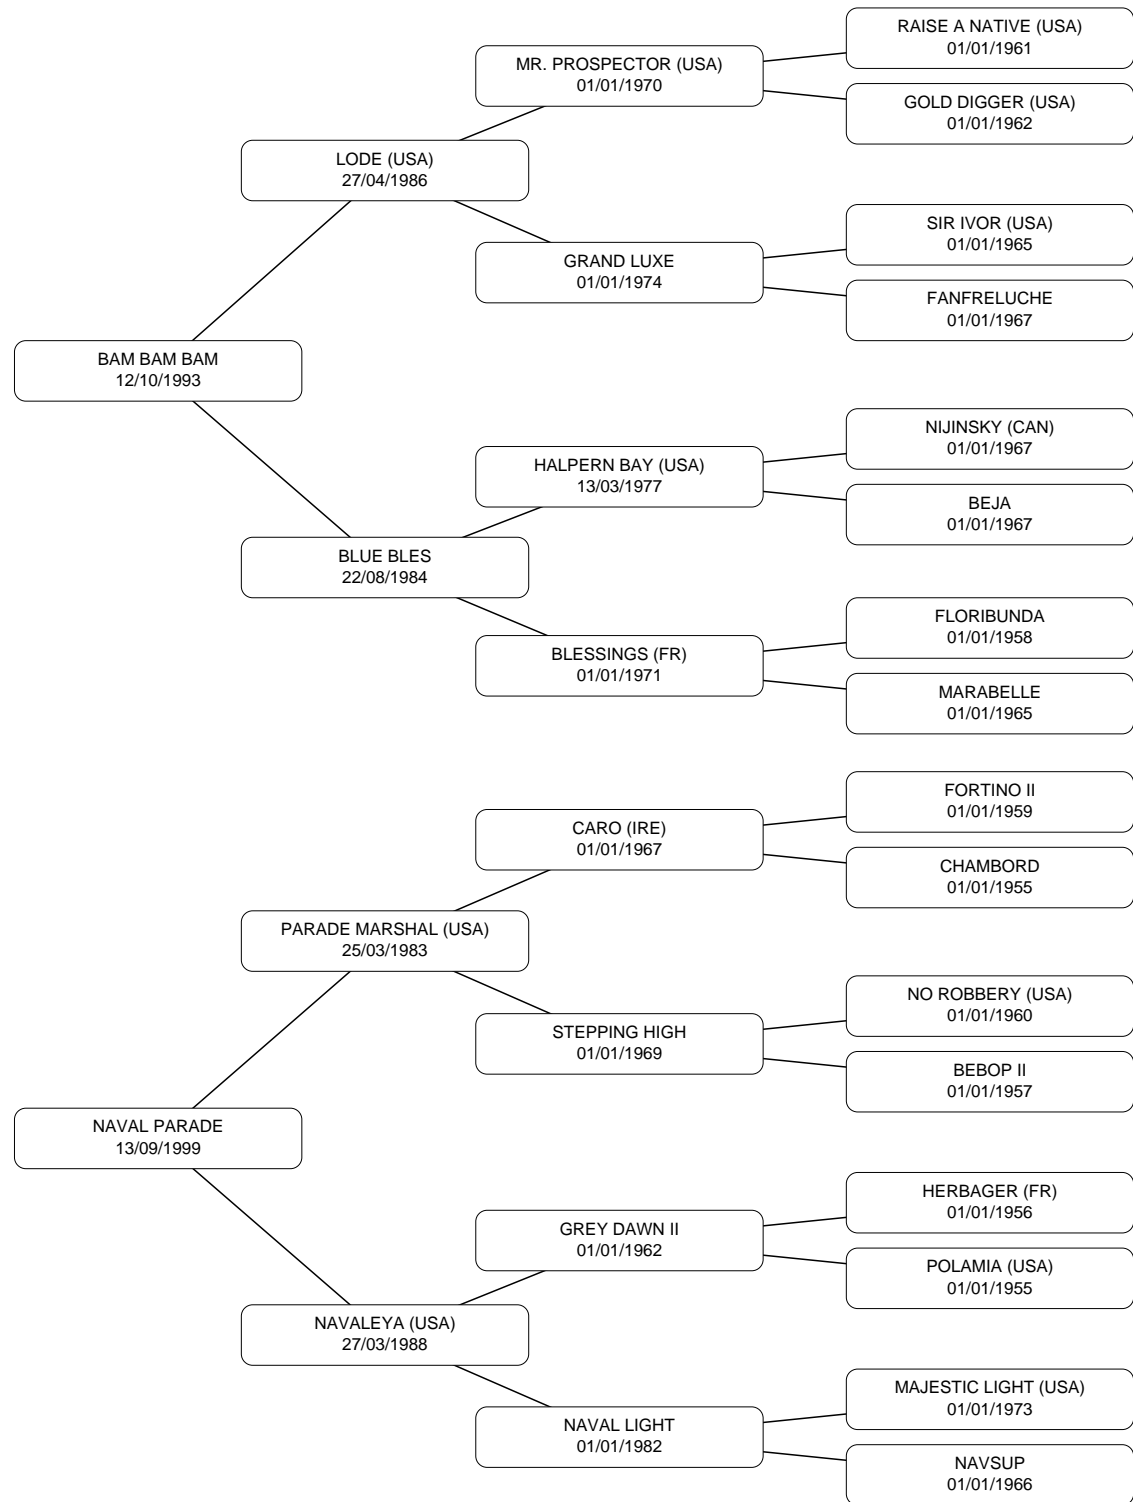 RAISE A NATIVE (USA)
01/01/1961
MR. PROSPECTOR (USA)
01/01/1970
GOLD DIGGER (USA)
01/01/1962
LODE (USA)
27/04/1986
SIR IVOR (USA)
01/01/1965
GRAND LUXE
01/01/1974
FANFRELUCHE
01/01/1967
BAM BAM BAM
12/10/1993
NIJINSKY (CAN)
01/01/1967
HALPERN BAY (USA)
13/03/1977
BEJA
01/01/1967
BLUE BLES
22/08/1984
FLORIBUNDA
01/01/1958
BLESSINGS (FR)
01/01/1971
MARABELLE
01/01/1965
FORTINO II
01/01/1959
CARO (IRE)
01/01/1967
CHAMBORD
01/01/1955
PARADE MARSHAL (USA)
25/03/1983
NO ROBBERY (USA)
01/01/1960
STEPPING HIGH
01/01/1969
BEBOP II
01/01/1957
NAVAL PARADE
13/09/1999
HERBAGER (FR)
01/01/1956
GREY DAWN II
01/01/1962
POLAMIA (USA)
01/01/1955
NAVALEYA (USA)
27/03/1988
MAJESTIC LIGHT (USA)
01/01/1973
NAVAL LIGHT
01/01/1982
NAVSUP
01/01/1966